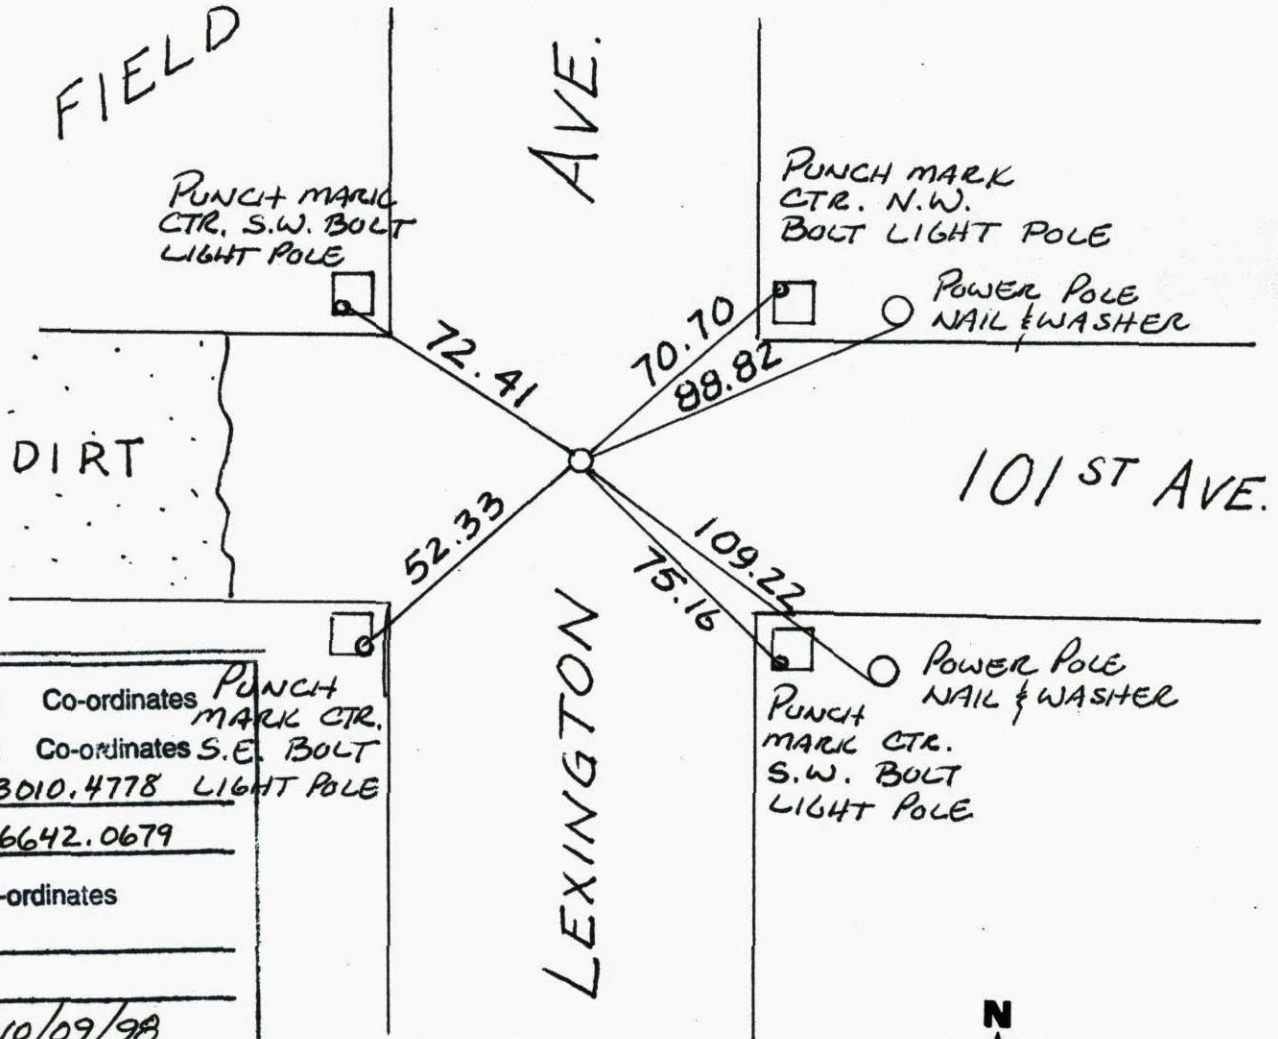 FIELD
AVE.
PUNCH MARK
CTR. S.W. BOLT
LIGHT POLE
PUNCH MARK
CTR. N.W.
BOLT LIGHT POLE
POWER POLE
NAIL & WASHER
72.41
70.70
88.82
DIRT
101ST AVE.
52.33
109.22
75.16
LEXINGTON
POWER POLE
NAIL & WASHER
PUNCH
MARK CTR.
S.E. BOLT
LIGHT POLE
PUNCH
MARK CTR.
S.W. BOLT
LIGHT POLE
Co-ordinates
Co-ordinates
3010.4778
6642.0679
-ordinates
10/09/98
N